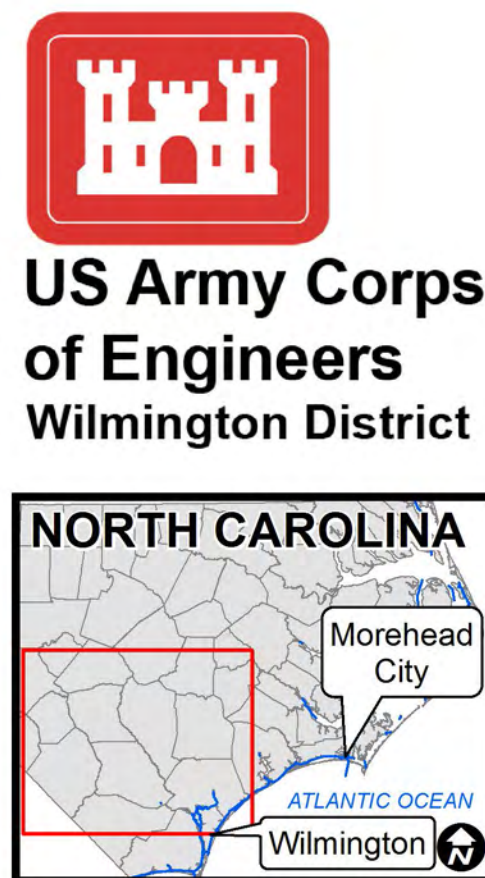 US Army Corps
of Engineers
Wilmington District
NORTH CAROLINA
Morehead
City
ATLANTIC OCEAN
Wilmington
N